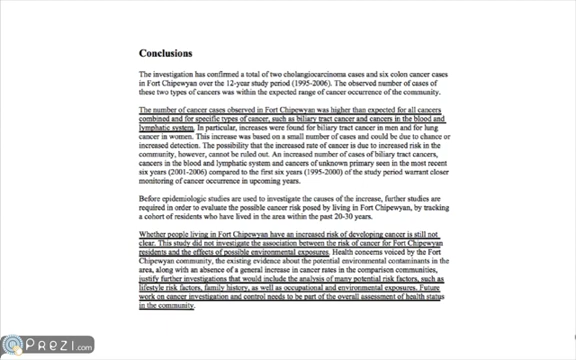 Conclusions
The investigation has confirmed a total of two cholangiocarcinoma cases and six colon cancer cases
in Fort Chipewyan over the 12-year study period (1995-2006). The observed number of cases of
these two types of cancers was within the expected range of cancer occurrence of the community.
The number of cancer cases observed in Fort Chipewyan was higher than expected for all cancers
combined and for specific types of cancer, such as biliary tract cancer and cancers in the blood and
lymphatic system. In particular, increases were found for biliary tract cancer in men and for lung
cancer in women. This increase was based on a small number of cases and could be due to chance or
increased detection. The possibility that the increased rate of cancer is due to increased risk in the
community, however, cannot be ruled out. An increased number of cases of biliary tract cancers,
cancers in the blood and lymphatic system and cancers of unknown primary seen in the most recent
six years (2001-2006) compared to the first six years (1995-2000) of the study period warrant closer
monitoring of cancer occurrence in upcoming years.
Before epidemiologic studies are used to investigate the causes of the increase, further studies are
required in order to evaluate the possible cancer risk posed by living in Fort Chipewyan, by tracking
a cohort of residents who have lived in the area within the past 20-30 years.
Whether people living in Fort Chipewyan have an increased risk of developing cancer is still not
clear. This study did not investigate the association between the risk of cancer for Fort Chipewyan
residents and the effects of possible environmental exposures. Health concerns voiced by the Fort
Chipewyan community, the existing evidence about the potential environmental contaminants in the
area, along with an absence of a general increase in cancer rates in the comparison communities,
justify further investigations that would include the analysis of many potential risk factors, such as
lifestyle risk factors, family history, as well as occupational and environmental exposures. Future
work on cancer investigation and control needs to be part of the overall assessment of health status
in the community.
PREZI.com